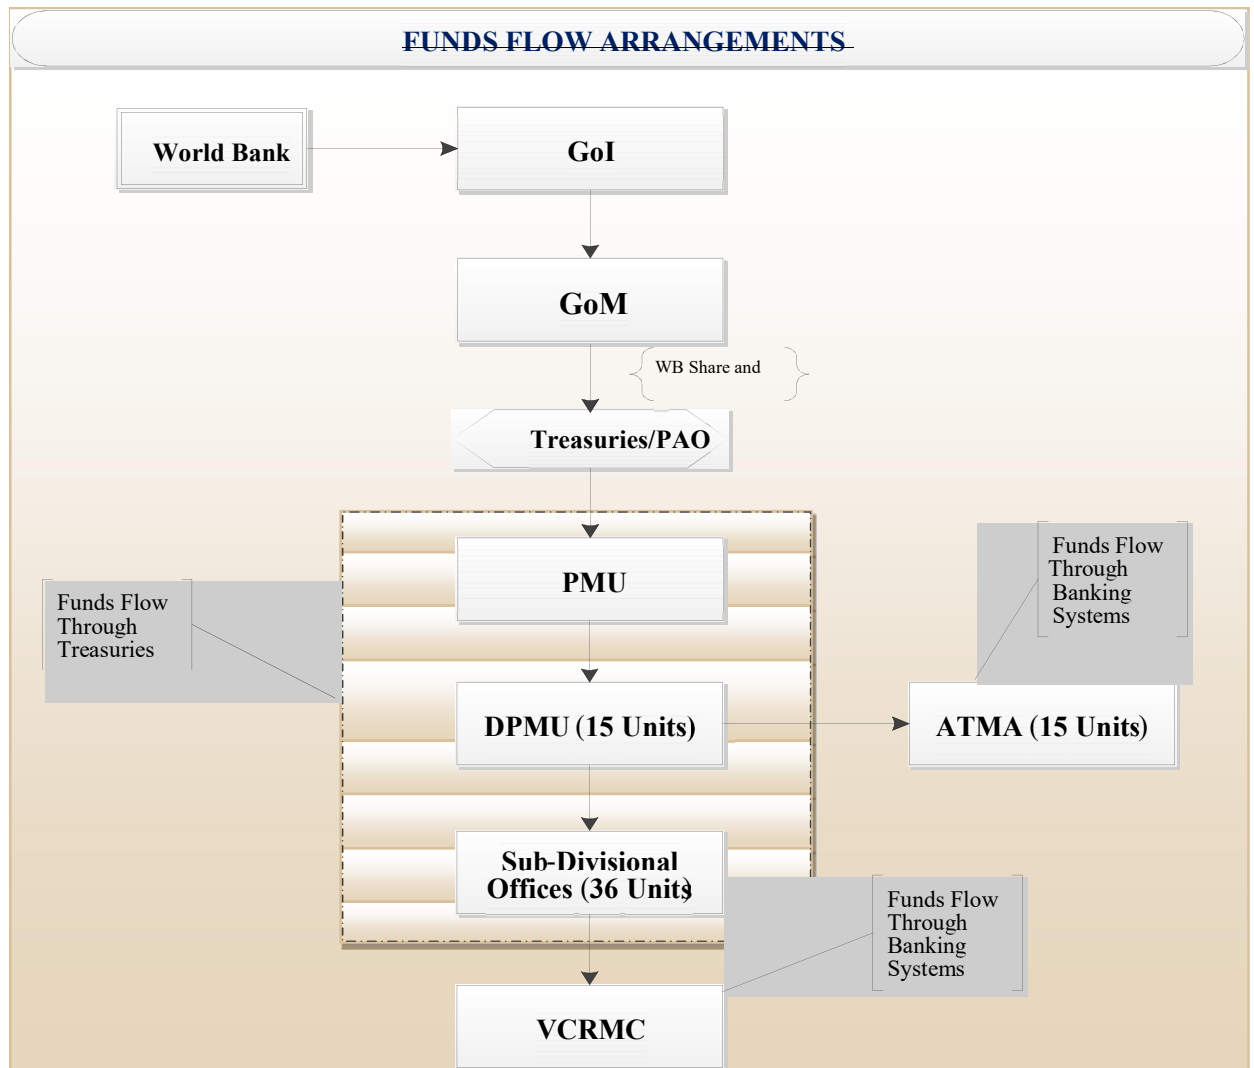 FUNDS FLOW ARRANGEMENTS
World Bank
GoI
GoM
WB Share and
Treasuries/PAO
PMU
Funds Flow
Through
Treasuries
Funds Flow
Through
Banking
Systems
DPMU (15 Units)
ATMA (15 Units)
Sub-Divisional
Offices (36 Units)
Funds Flow
Through
Banking
Systems
VCRMC